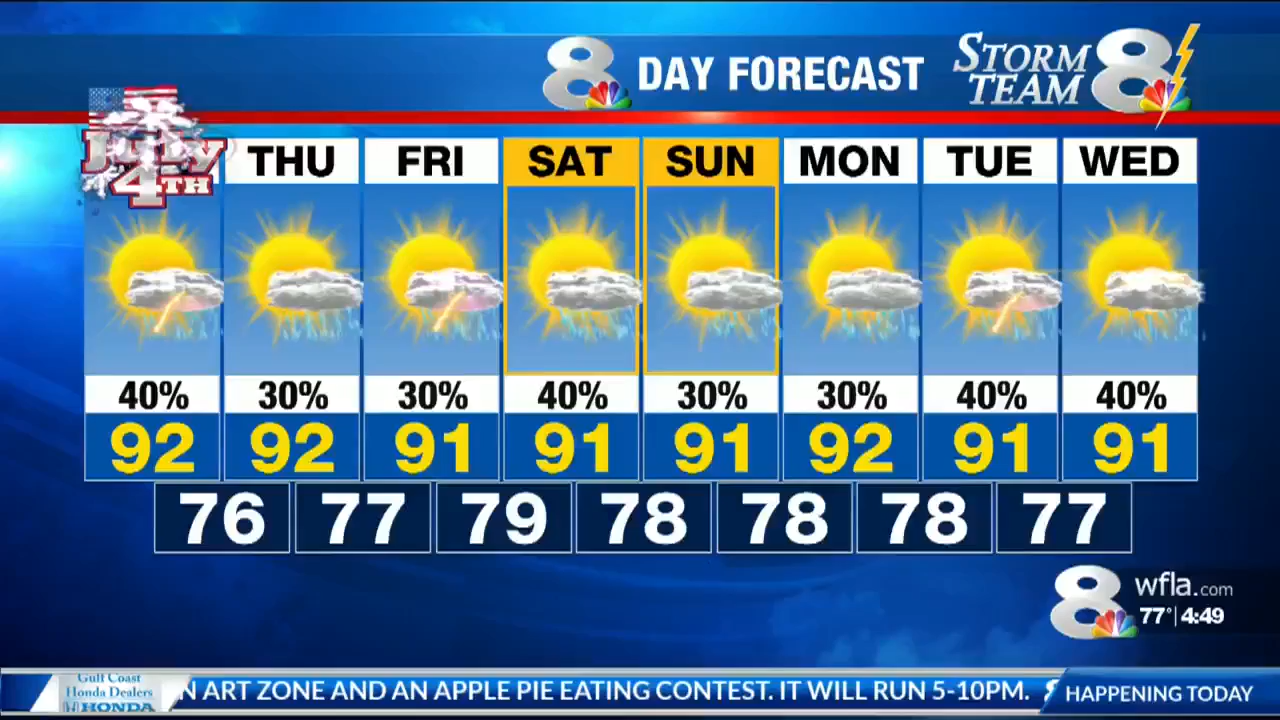 8 DAY FORECAST
STORM TEAM 8
July 4TH
THU FRI SAT SUN MON TUE WED
40% 30% 30% 40% 30% 30% 40% 40%
92 92 91 91 91 92 91 91
76 77 79 78 78 78 77
8 wfla.com
77° | 4:49
Gulf Coast
Honda Dealers
HONDA
N ART ZONE AND AN APPLE PIE EATING CONTEST. IT WILL RUN 5-10PM. 8
HAPPENING TODAY